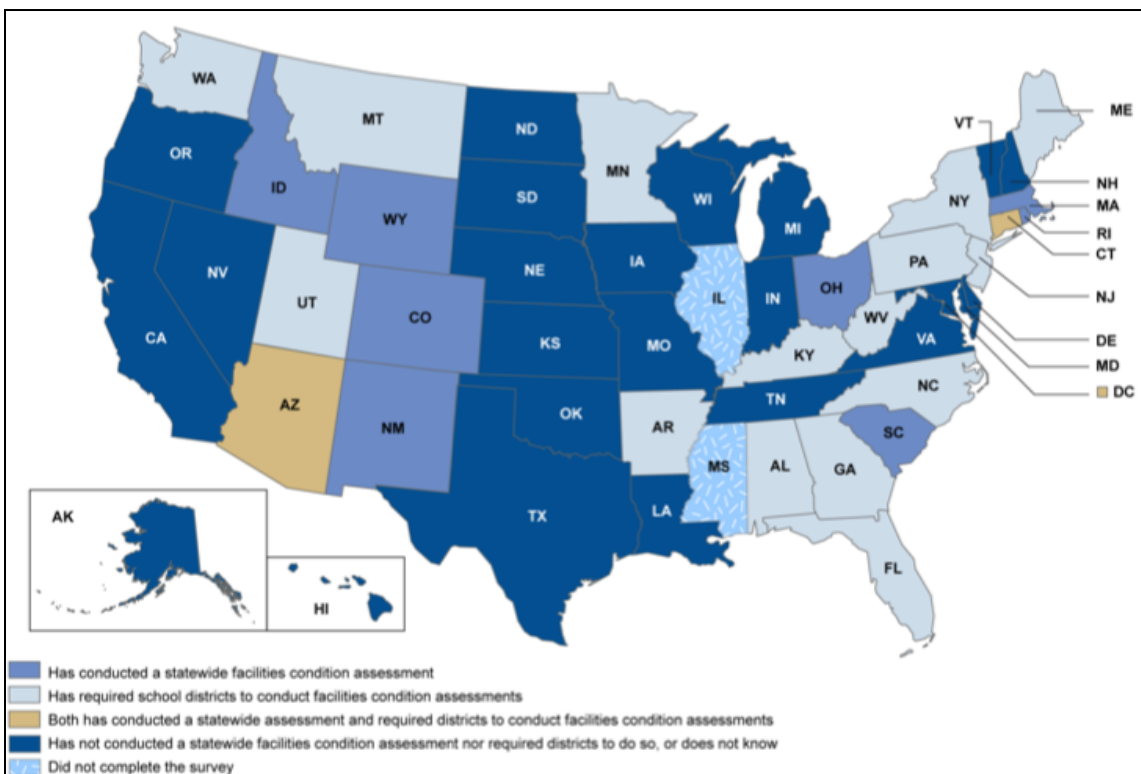 WA
MT
ND
MN
ME
VT
OR
ID
SD
WI
NH
NY
MA
WY
MI
RI
CT
IA
PA
NE
NV
OH
NJ
IL
IN
UT
CO
WV
DE
CA
KS
MO
VA
MD
KY
DC
NC
TN
AZ
OK
NM
AR
SC
MS
AL
GA
TX
LA
AK
FL
HI
Has conducted a statewide facilities condition assessment
Has required school districts to conduct facilities condition assessments
Both has conducted a statewide assessment and required districts to conduct facilities condition assessments
Has not conducted a statewide facilities condition assessment nor required districts to do so, or does not know
Did not complete the survey